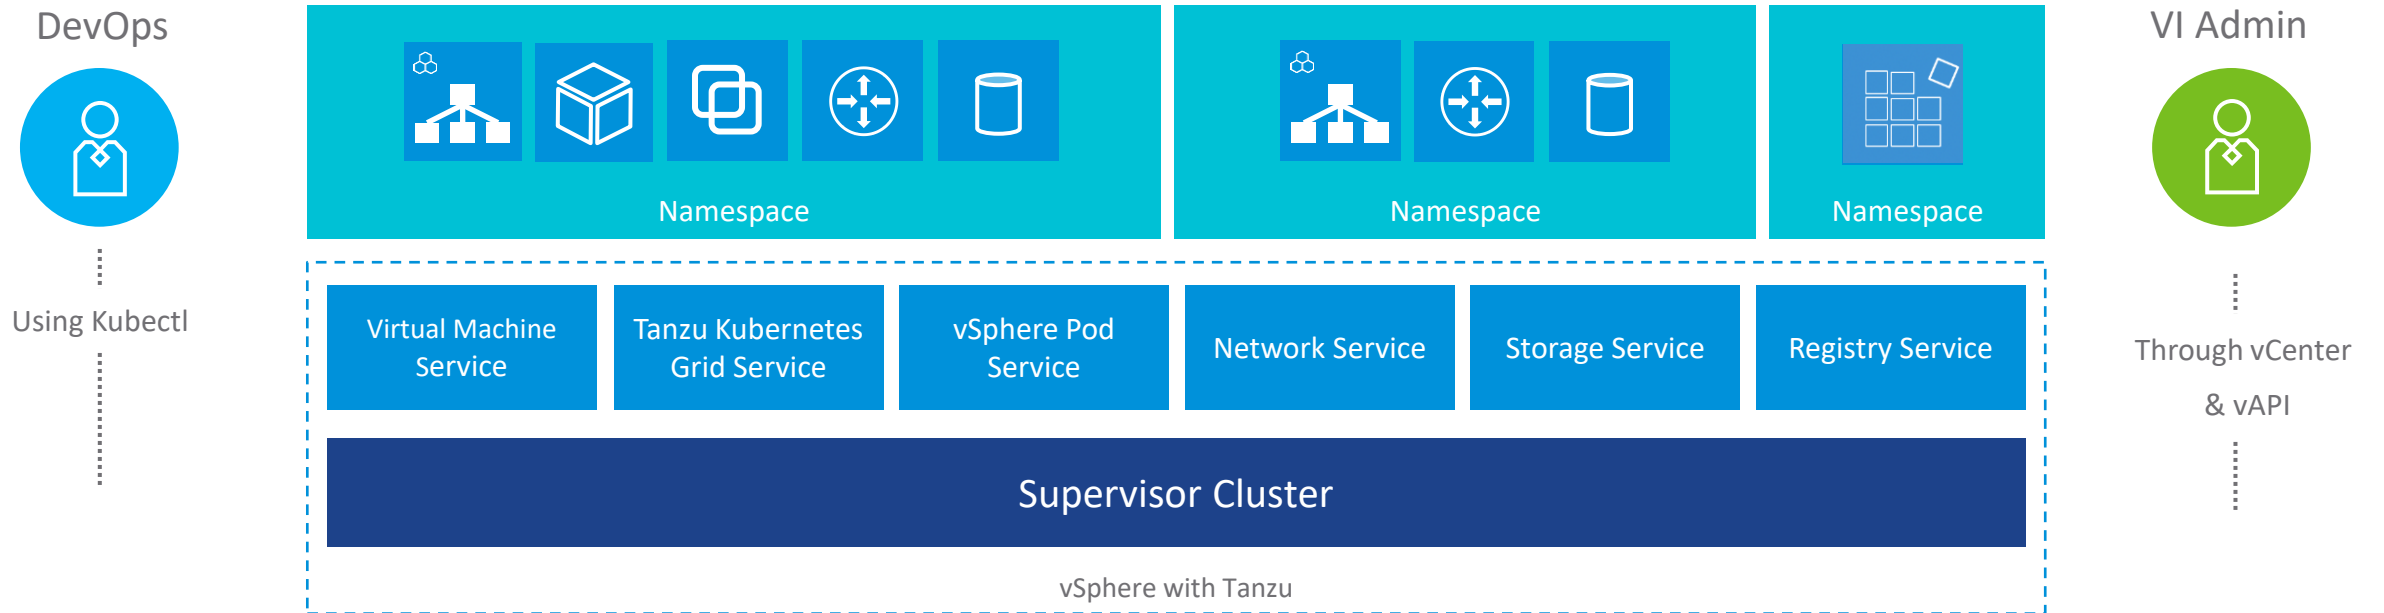 DevOps
VI Admin
Namespace
Namespace
Namespace
Using Kubectl
Virtual Machine
Service
Tanzu Kubernetes
Grid Service
vSphere Pod
Service
Network Service
Storage Service
Registry Service
Through vCenter
& vAPI
Supervisor Cluster
vSphere with Tanzu